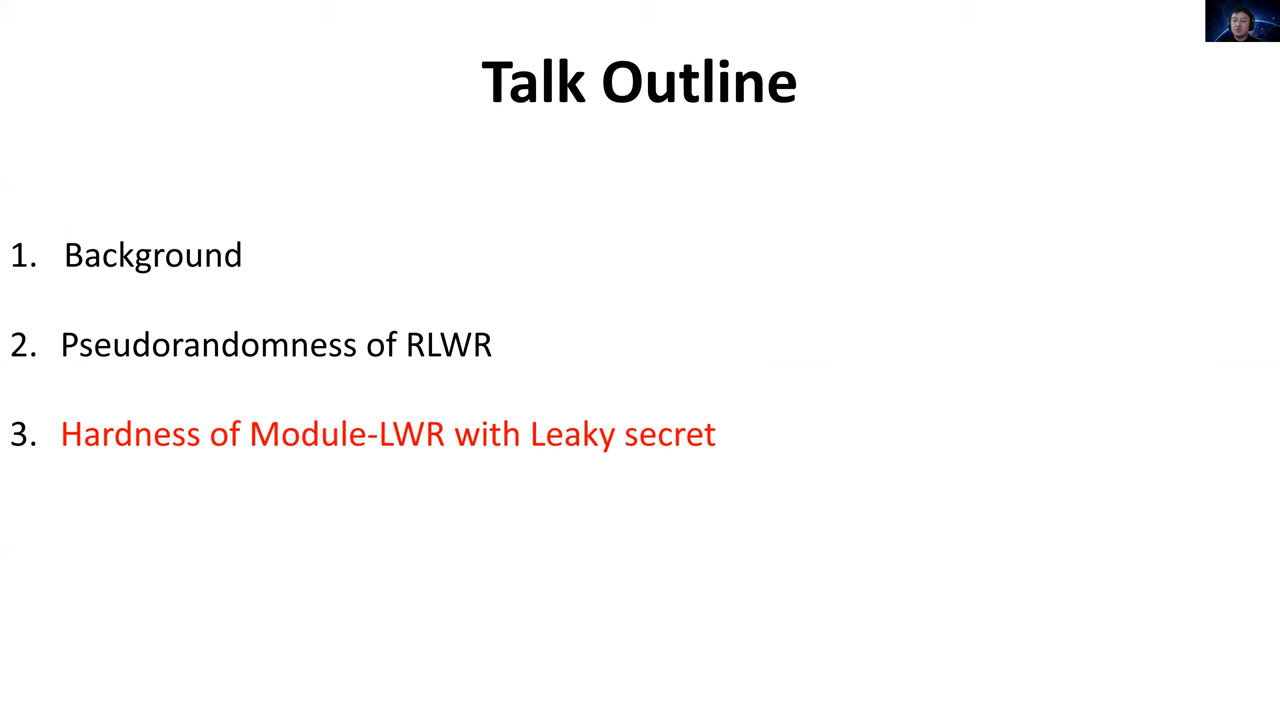 Talk Outline
1. Background
2. Pseudorandomness of RLWR
3. Hardness of Module-LWR with Leaky secret